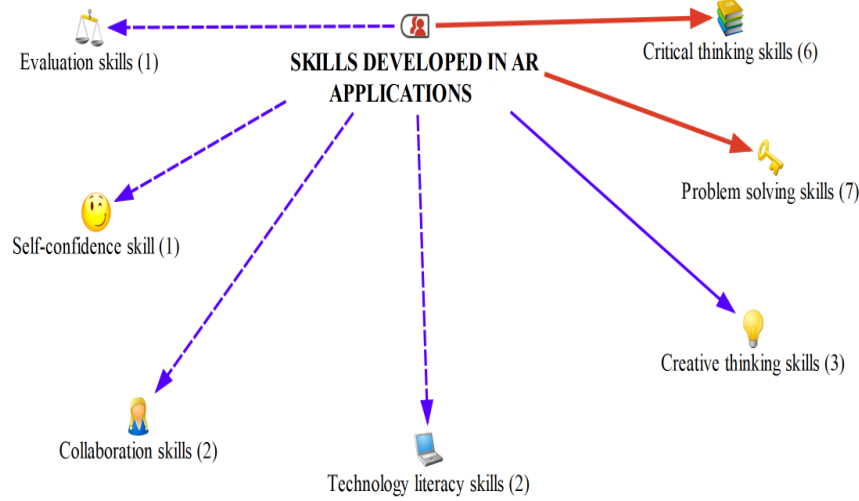 Evaluation skills (1)
SKILLS DEVELOPED IN AR
APPLICATIONS
Critical thinking skills (6)
Problem solving skills (7)
Self-confidence skill (1)
Creative thinking skills (3)
Collaboration skills (2)
Technology literacy skills (2)